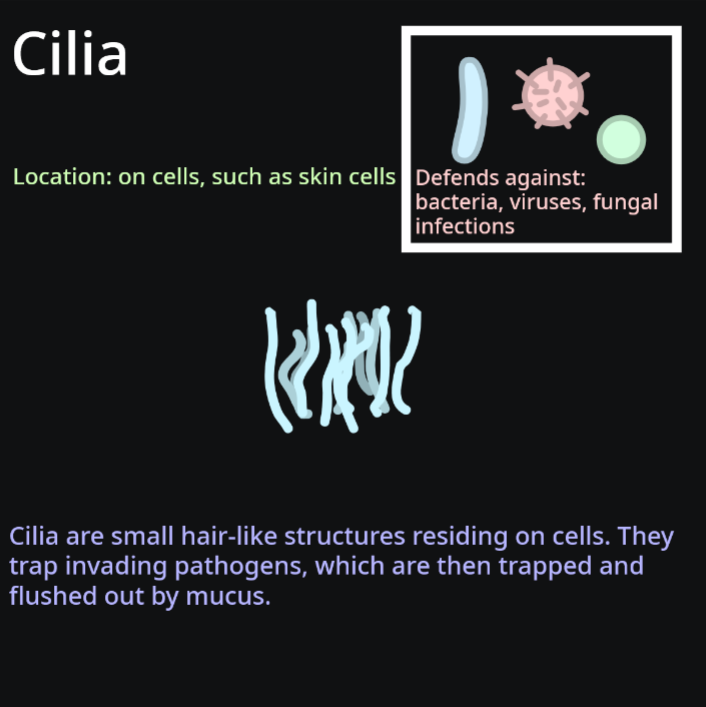 Cilia
Location: on cells, such as skin cells
Defends against:
bacteria, viruses, fungal
infections
Cilia are small hair-like structures residing on cells. They
trap invading pathogens, which are then trapped and
flushed out by mucus.